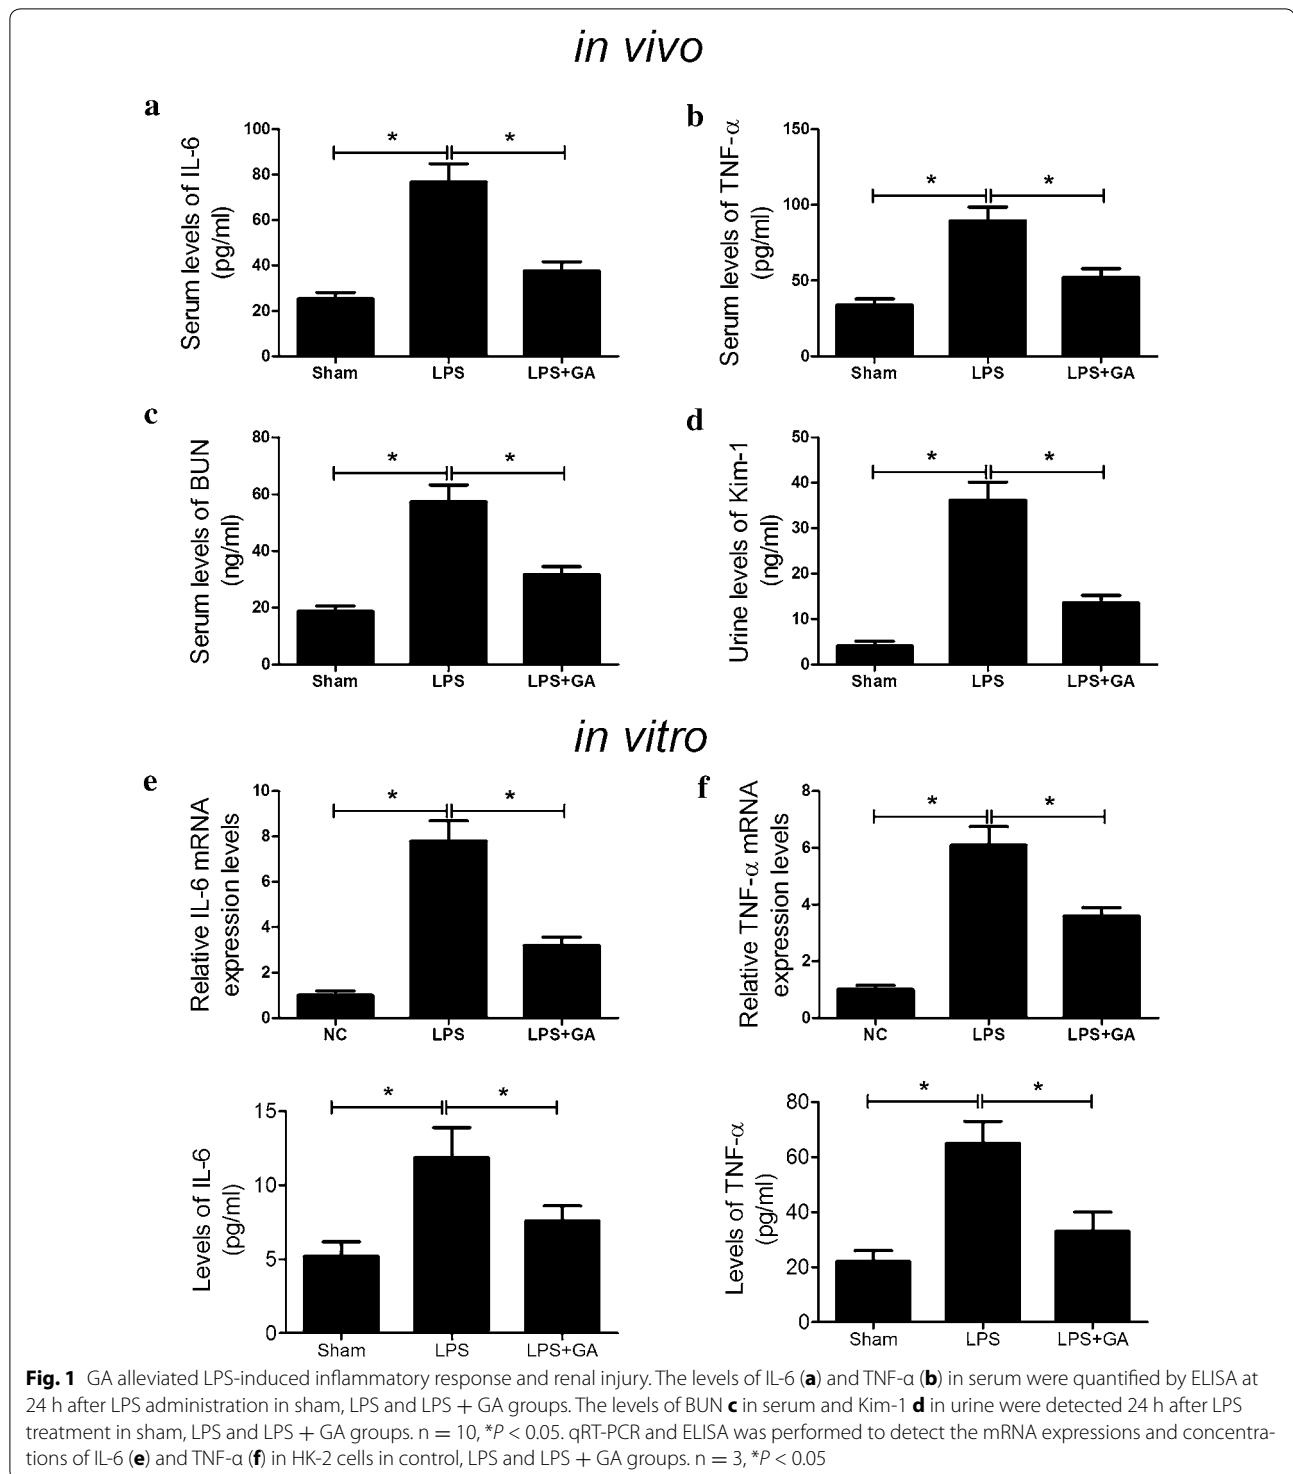 in vivo
a
Serum levels of IL-6
(pg/ml)
100
80
60
40
20
0
* *
Sham LPS LPS+GA
b
Serum levels of TNF-α
(pg/ml)
150
100
50
0
* *
Sham LPS LPS+GA
c
Serum levels of BUN
(ng/ml)
80
60
40
20
0
* *
Sham LPS LPS+GA
d
Urine levels of Kim-1
(ng/ml)
50
40
30
20
10
0
* *
Sham LPS LPS+GA
in vitro
e
Relative IL-6 mRNA
expression levels
10
8
6
4
2
0
* *
NC LPS LPS+GA
f
Relative TNF-α mRNA
expression levels
8
6
4
2
0
* *
NC LPS LPS+GA
Levels of IL-6
(pg/ml)
15
10
5
0
* *
Sham LPS LPS+GA
Levels of TNF-α
(pg/ml)
80
60
40
20
0
* *
Sham LPS LPS+GA
Fig. 1 GA alleviated LPS-induced inflammatory response and renal injury. The levels of IL-6 (a) and TNF-α (b) in serum were quantified by ELISA at
24 h after LPS administration in sham, LPS and LPS + GA groups. The levels of BUN c in serum and Kim-1 d in urine were detected 24 h after LPS
treatment in sham, LPS and LPS + GA groups. n = 10, *P < 0.05. qRT-PCR and ELISA was performed to detect the mRNA expressions and concentra-
tions of IL-6 (e) and TNF-α (f) in HK-2 cells in control, LPS and LPS + GA groups. n = 3, *P < 0.05